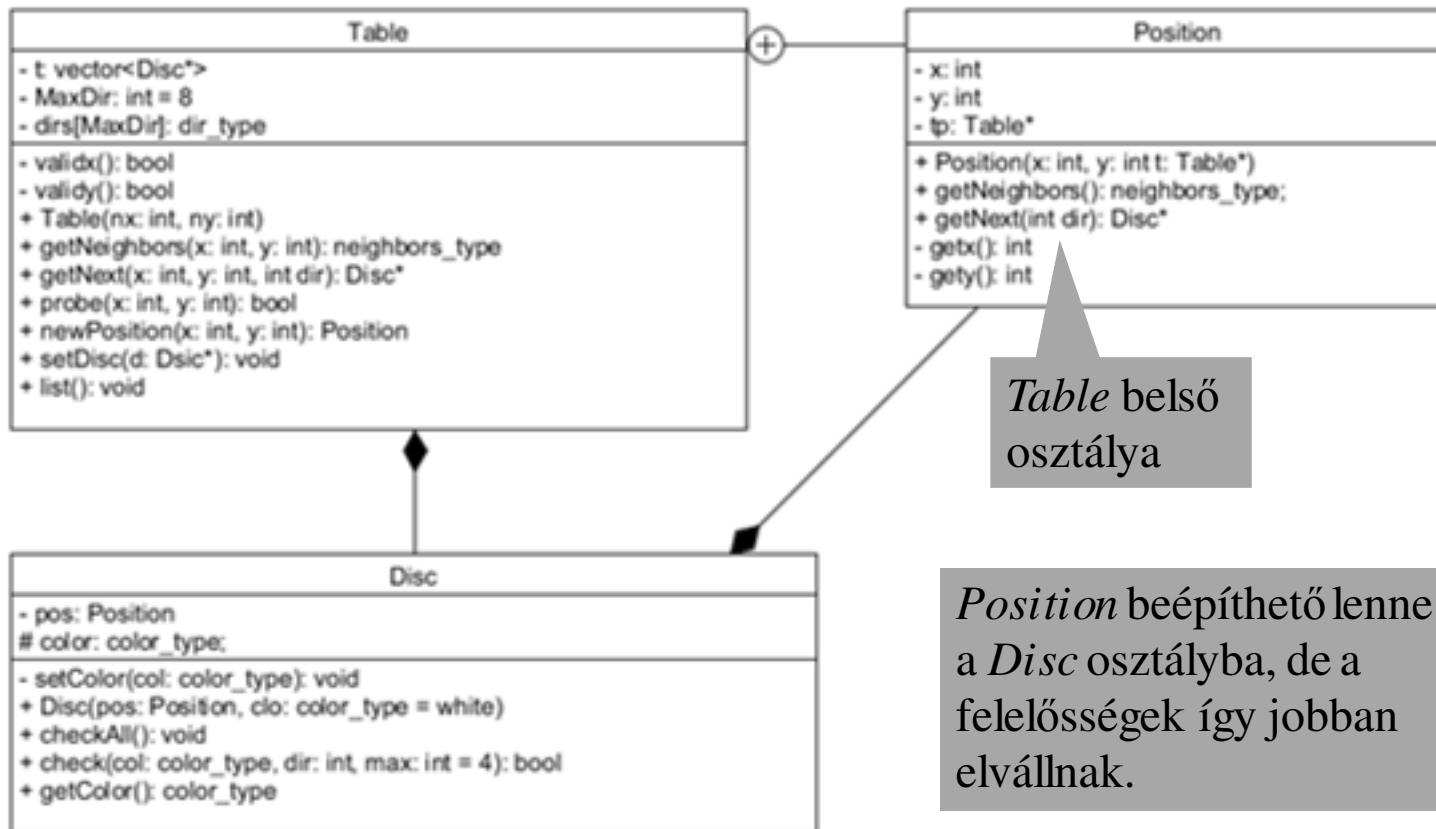 Table
- t: vector<Disc*>
- MaxDir: int = 8
- dirs[MaxDir]: dir_type
- validx(): bool
- validy(): bool
+ Table(nx: int, ny: int)
+ getNeighbors(x: int, y: int): neighbors_type
+ getNext(x: int, y: int, int dir): Disc*
+ probe(x: int, y: int): bool
+ newPosition(x: int, y: int): Position
+ setDisc(d: Dsic*): void
+ list(): void
Position
- x: int
- y: int
- tp: Table*
+ Position(x: int, y: int t: Table*)
+ getNeighbors(): neighbors_type;
+ getNext(int dir): Disc*
- getx(): int
- gety(): int
Table belső
osztálya
Disc
- pos: Position
# color: color_type;
- setColor(col: color_type): void
+ Disc(pos: Position, clo: color_type = white)
+ checkAll(): void
+ check(col: color_type, dir: int, max: int = 4): bool
+ getColor(): color_type
Position beépíthető lenne
a Disc osztályba, de a
felelősségek így jobban
elvállnak.